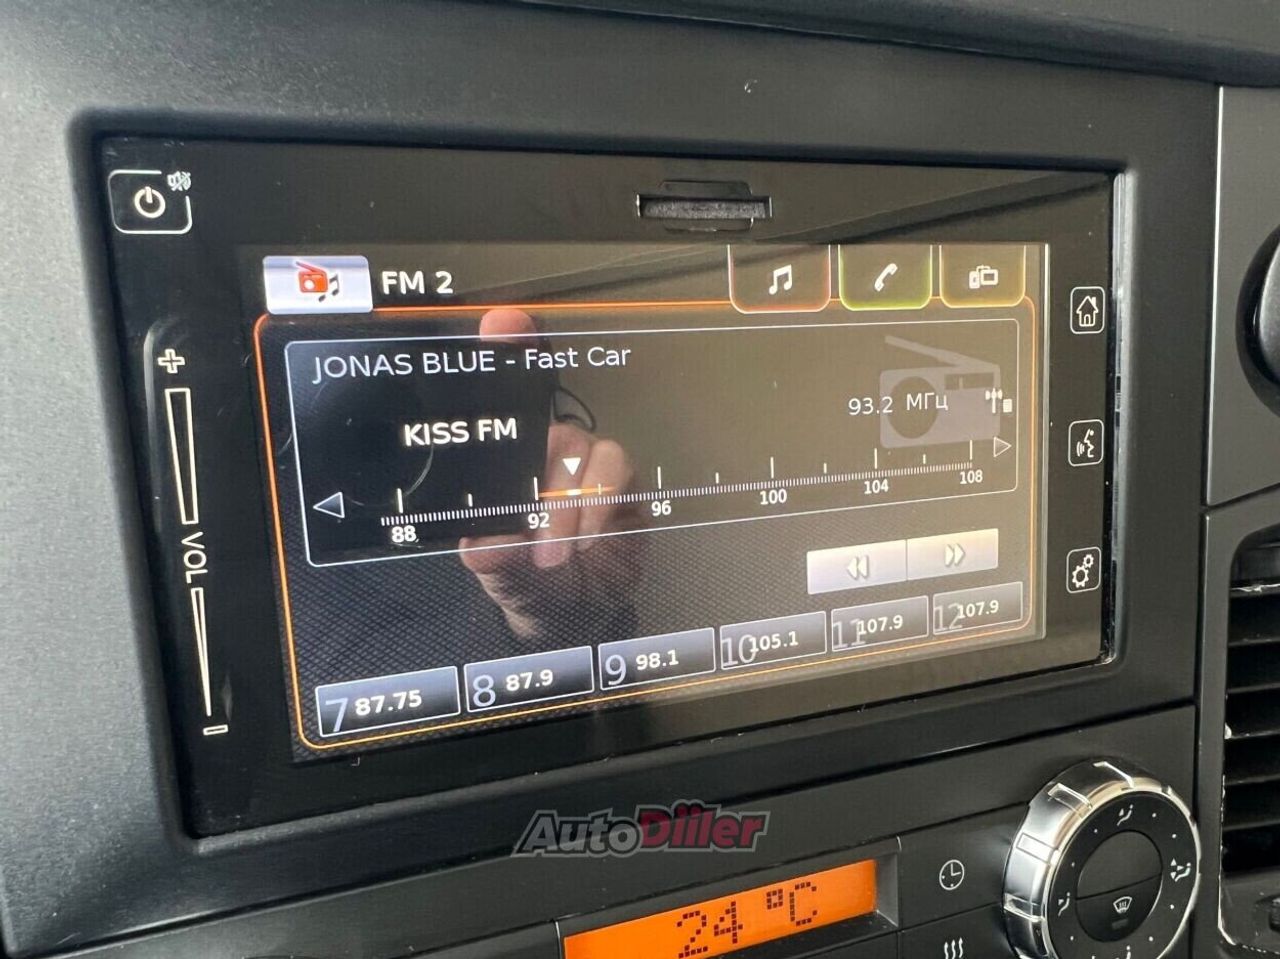 FM 2
JONAS BLUE - Fast Car
93.2 МГц
KISS FM
88 92 96 100 104 108
VOL
7 87.75
8 87.9
9 98.1
10 105.1
11 107.9
12 107.9
AutoDiler
24 °C